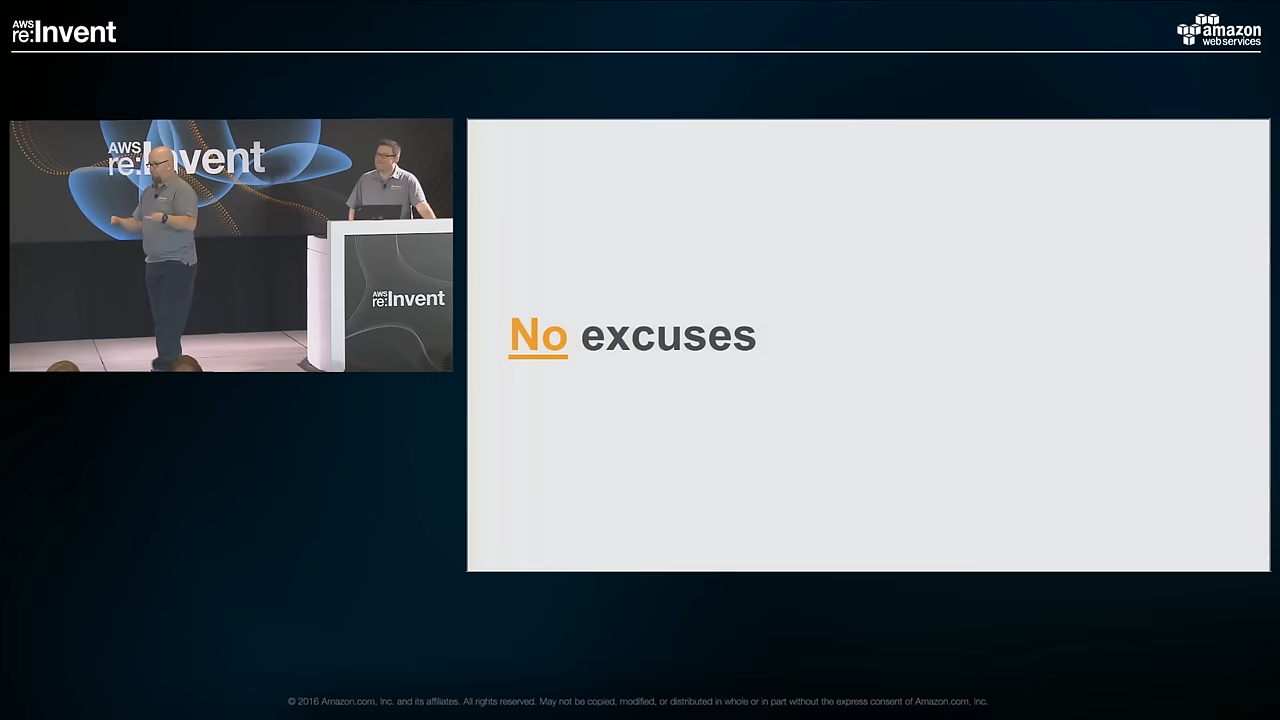 AWS
re:Invent
amazon
web services
AWS
re:Invent
AWS
re:Invent
No excuses
© 2016 Amazon.com, Inc. and its affiliates. All rights reserved. May not be copied, modified, or distributed in whole or in part without the express consent of Amazon.com, Inc.